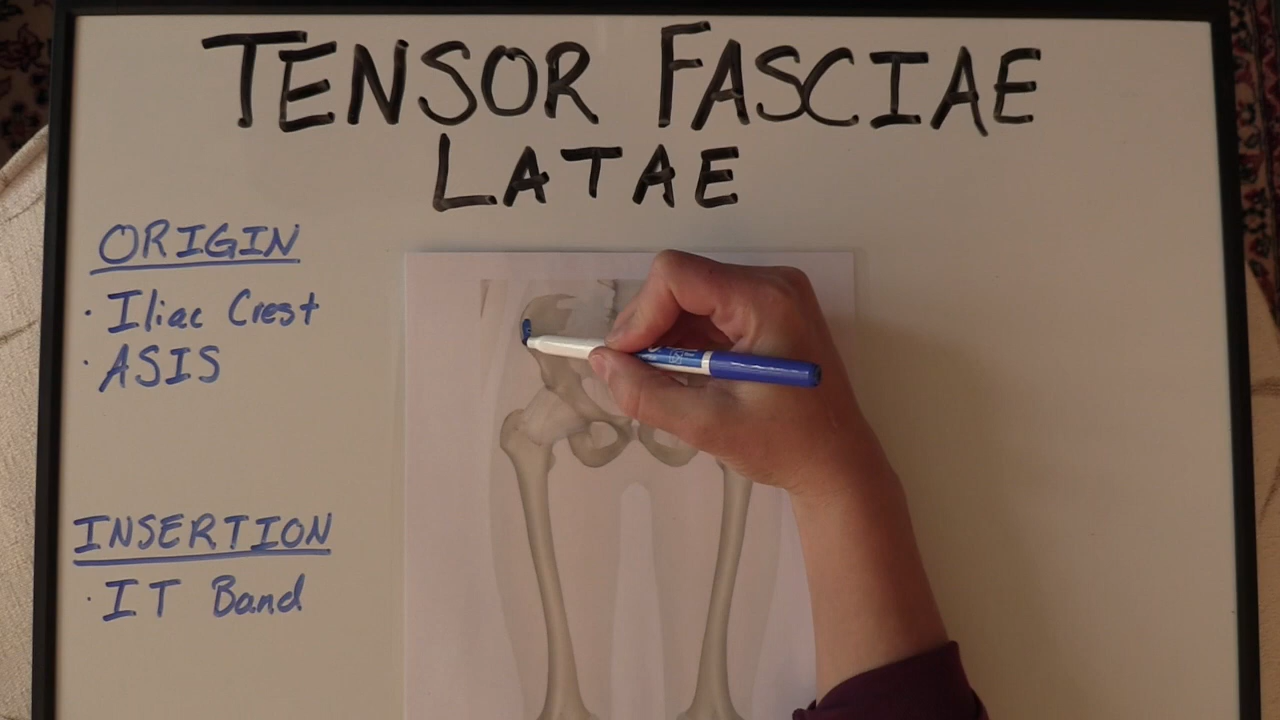 TENSOR FASCIAE
LATAE
ORIGIN
· Iliac Crest
· ASIS
INSERTION
· IT Band